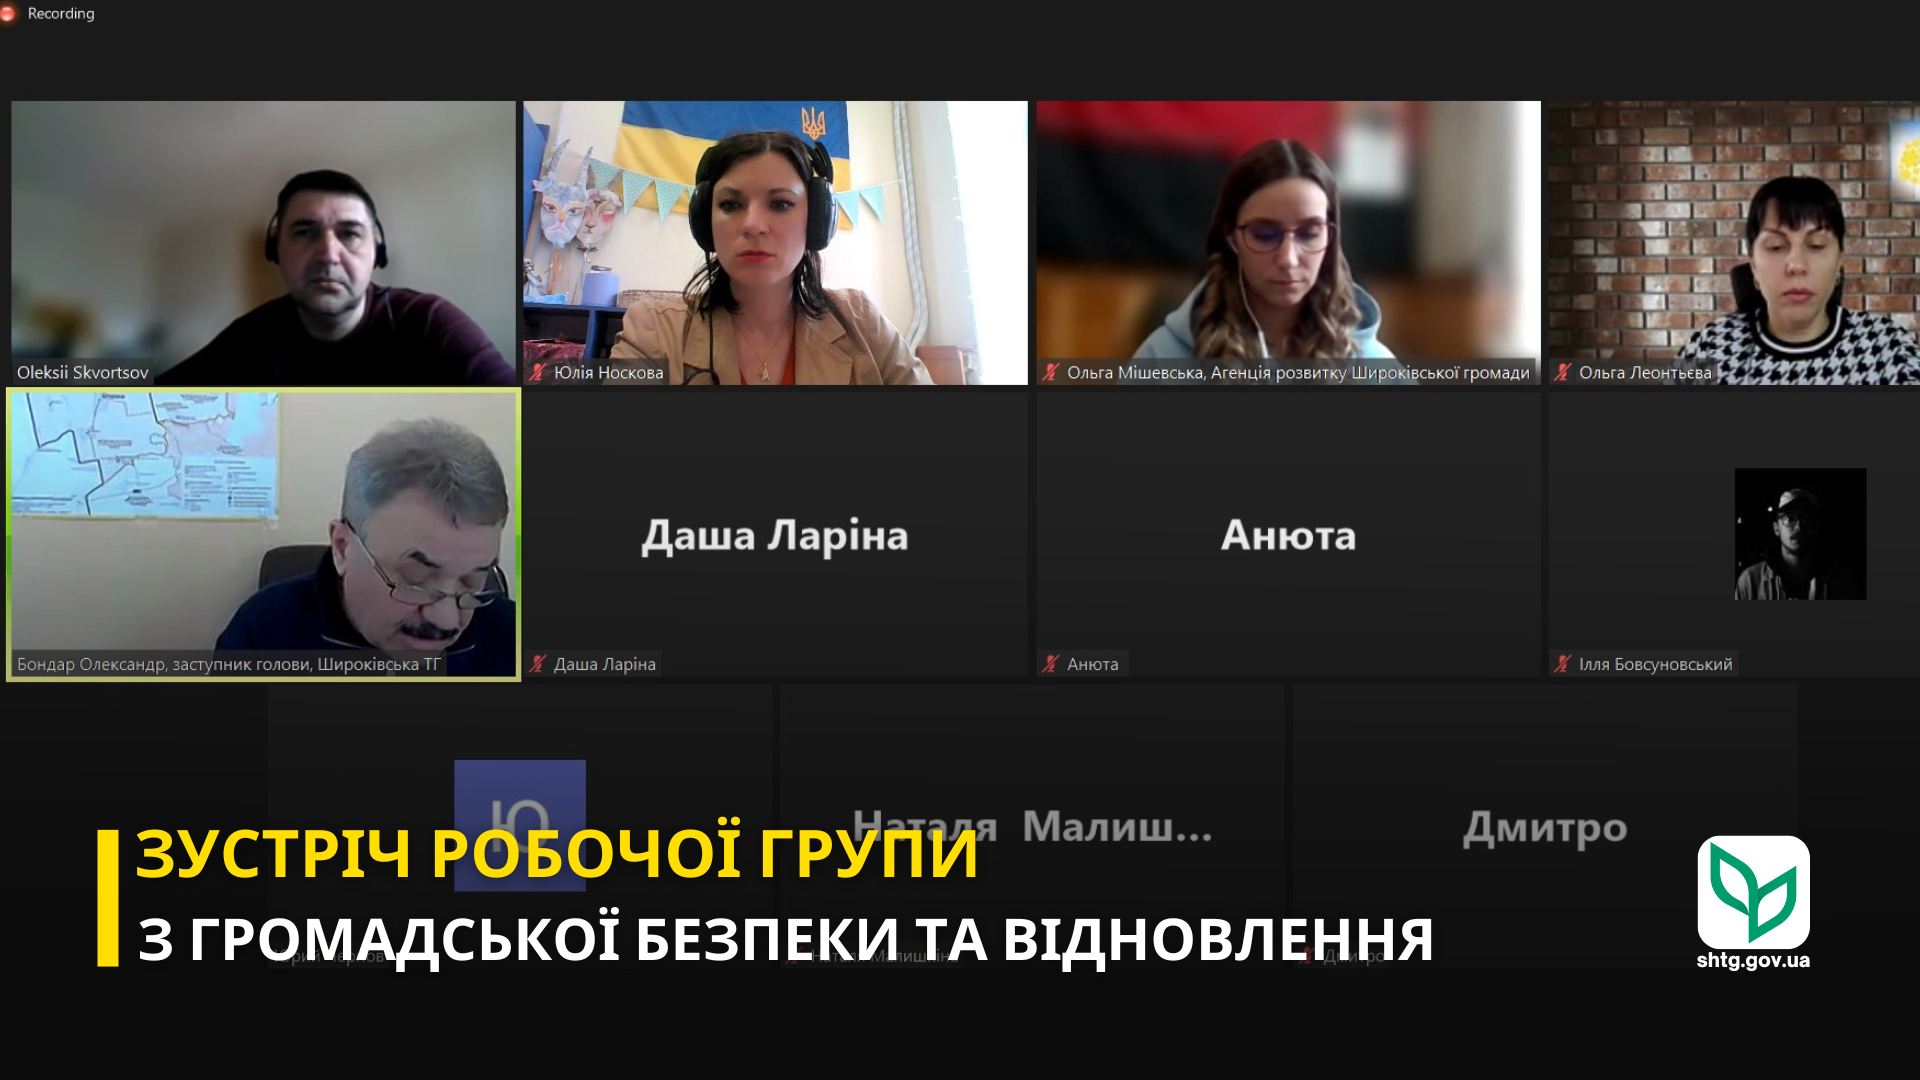 Recording
Oleksii Skvortsov
Юлія Носкова
Ольга Мішевська, Агенція розвитку Широківської громади
Ольга Леонтьєва
Бондар Олександр, заступник голови, Широківська ТГ
Даша Ларіна
Даша Ларіна
Анюта
Анюта
Ілля Бовсуновський
Ю
Наталя Малиш...
Дмитро
ЗУСТРІЧ РОБОЧОЇ ГРУПИ
З ГРОМАДСЬКОЇ БЕЗПЕКИ ТА ВІДНОВЛЕННЯ
Дмитро
shtg.gov.ua